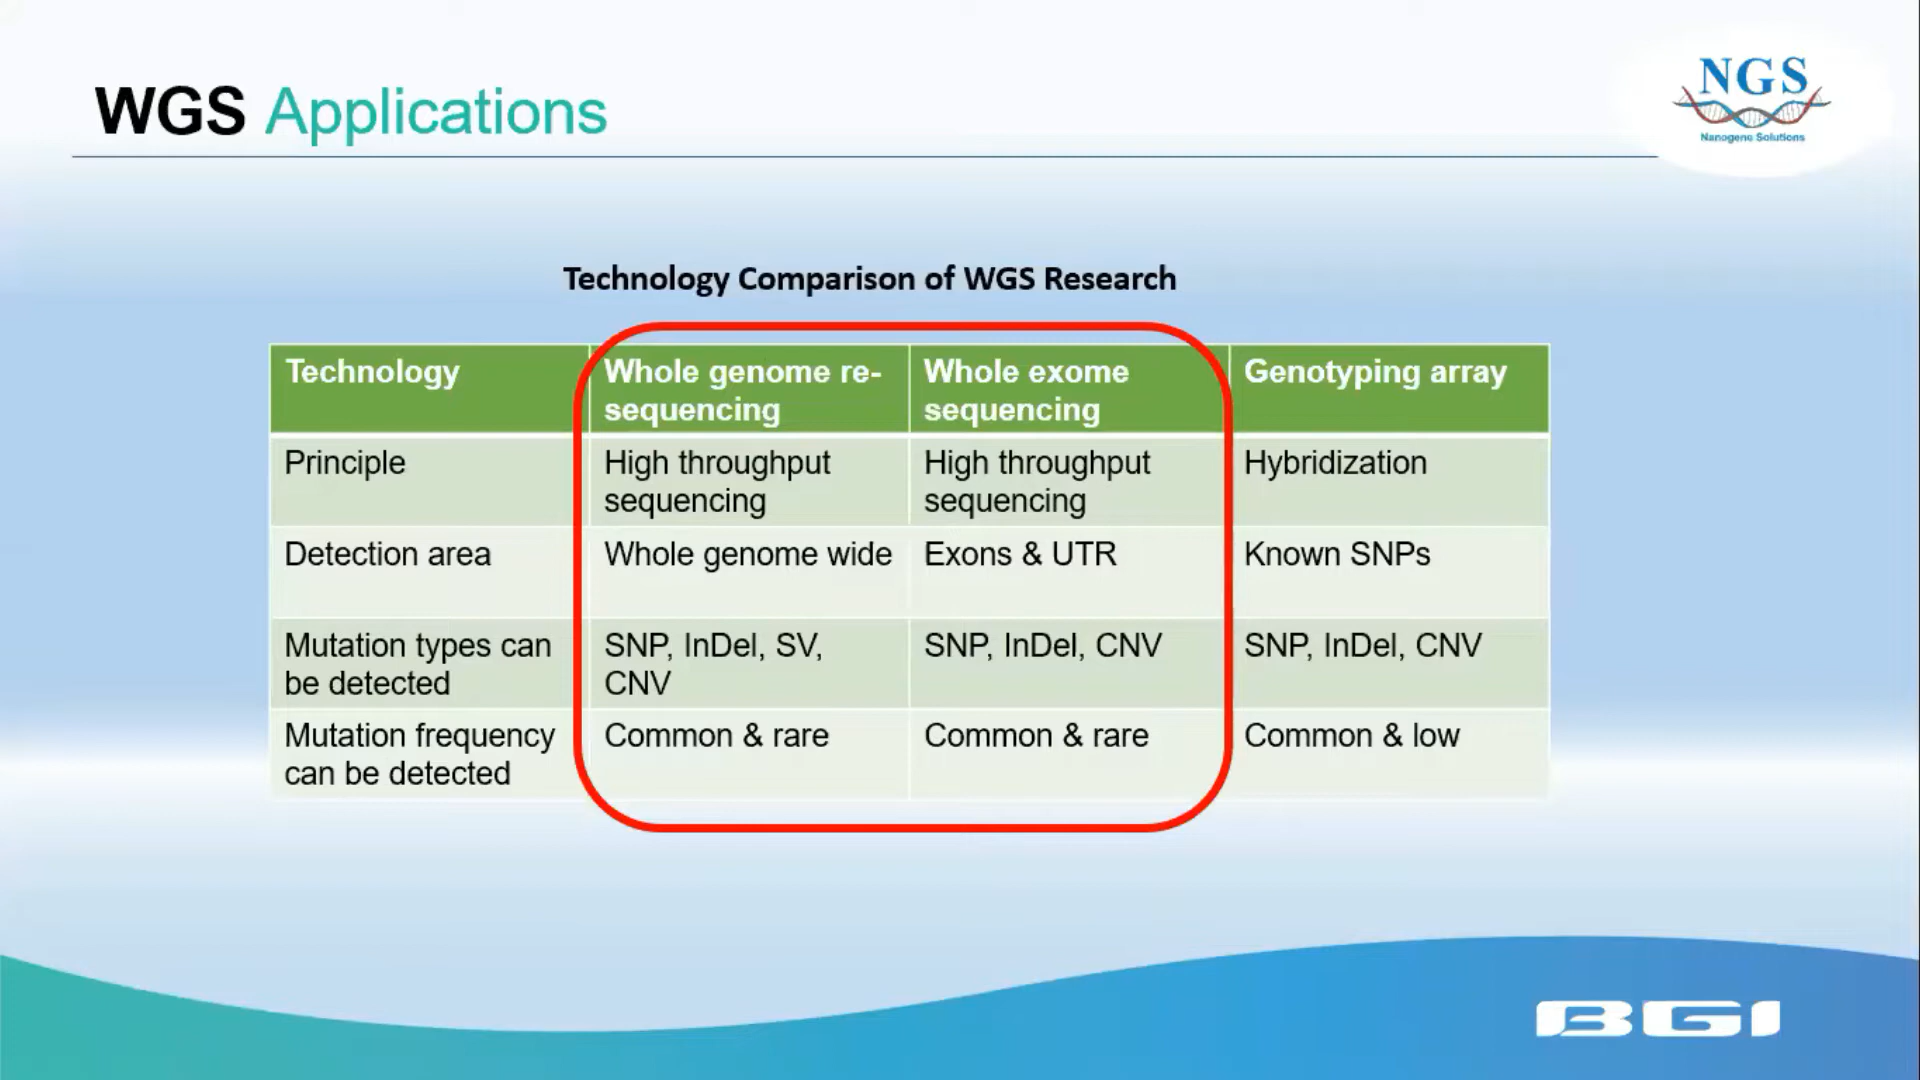 WGS Applications
NGS
Nanogene Solutions
Technology Comparison of WGS Research
Technology
Whole genome re-
sequencing
Whole exome
sequencing
Genotyping array
Principle
High throughput
sequencing
High throughput
sequencing
Hybridization
Detection area
Whole genome wide
Exons & UTR
Known SNPs
Mutation types can
be detected
SNP, InDel, SV,
CNV
SNP, InDel, CNV
SNP, InDel, CNV
Mutation frequency
can be detected
Common & rare
Common & rare
Common & low
BGI